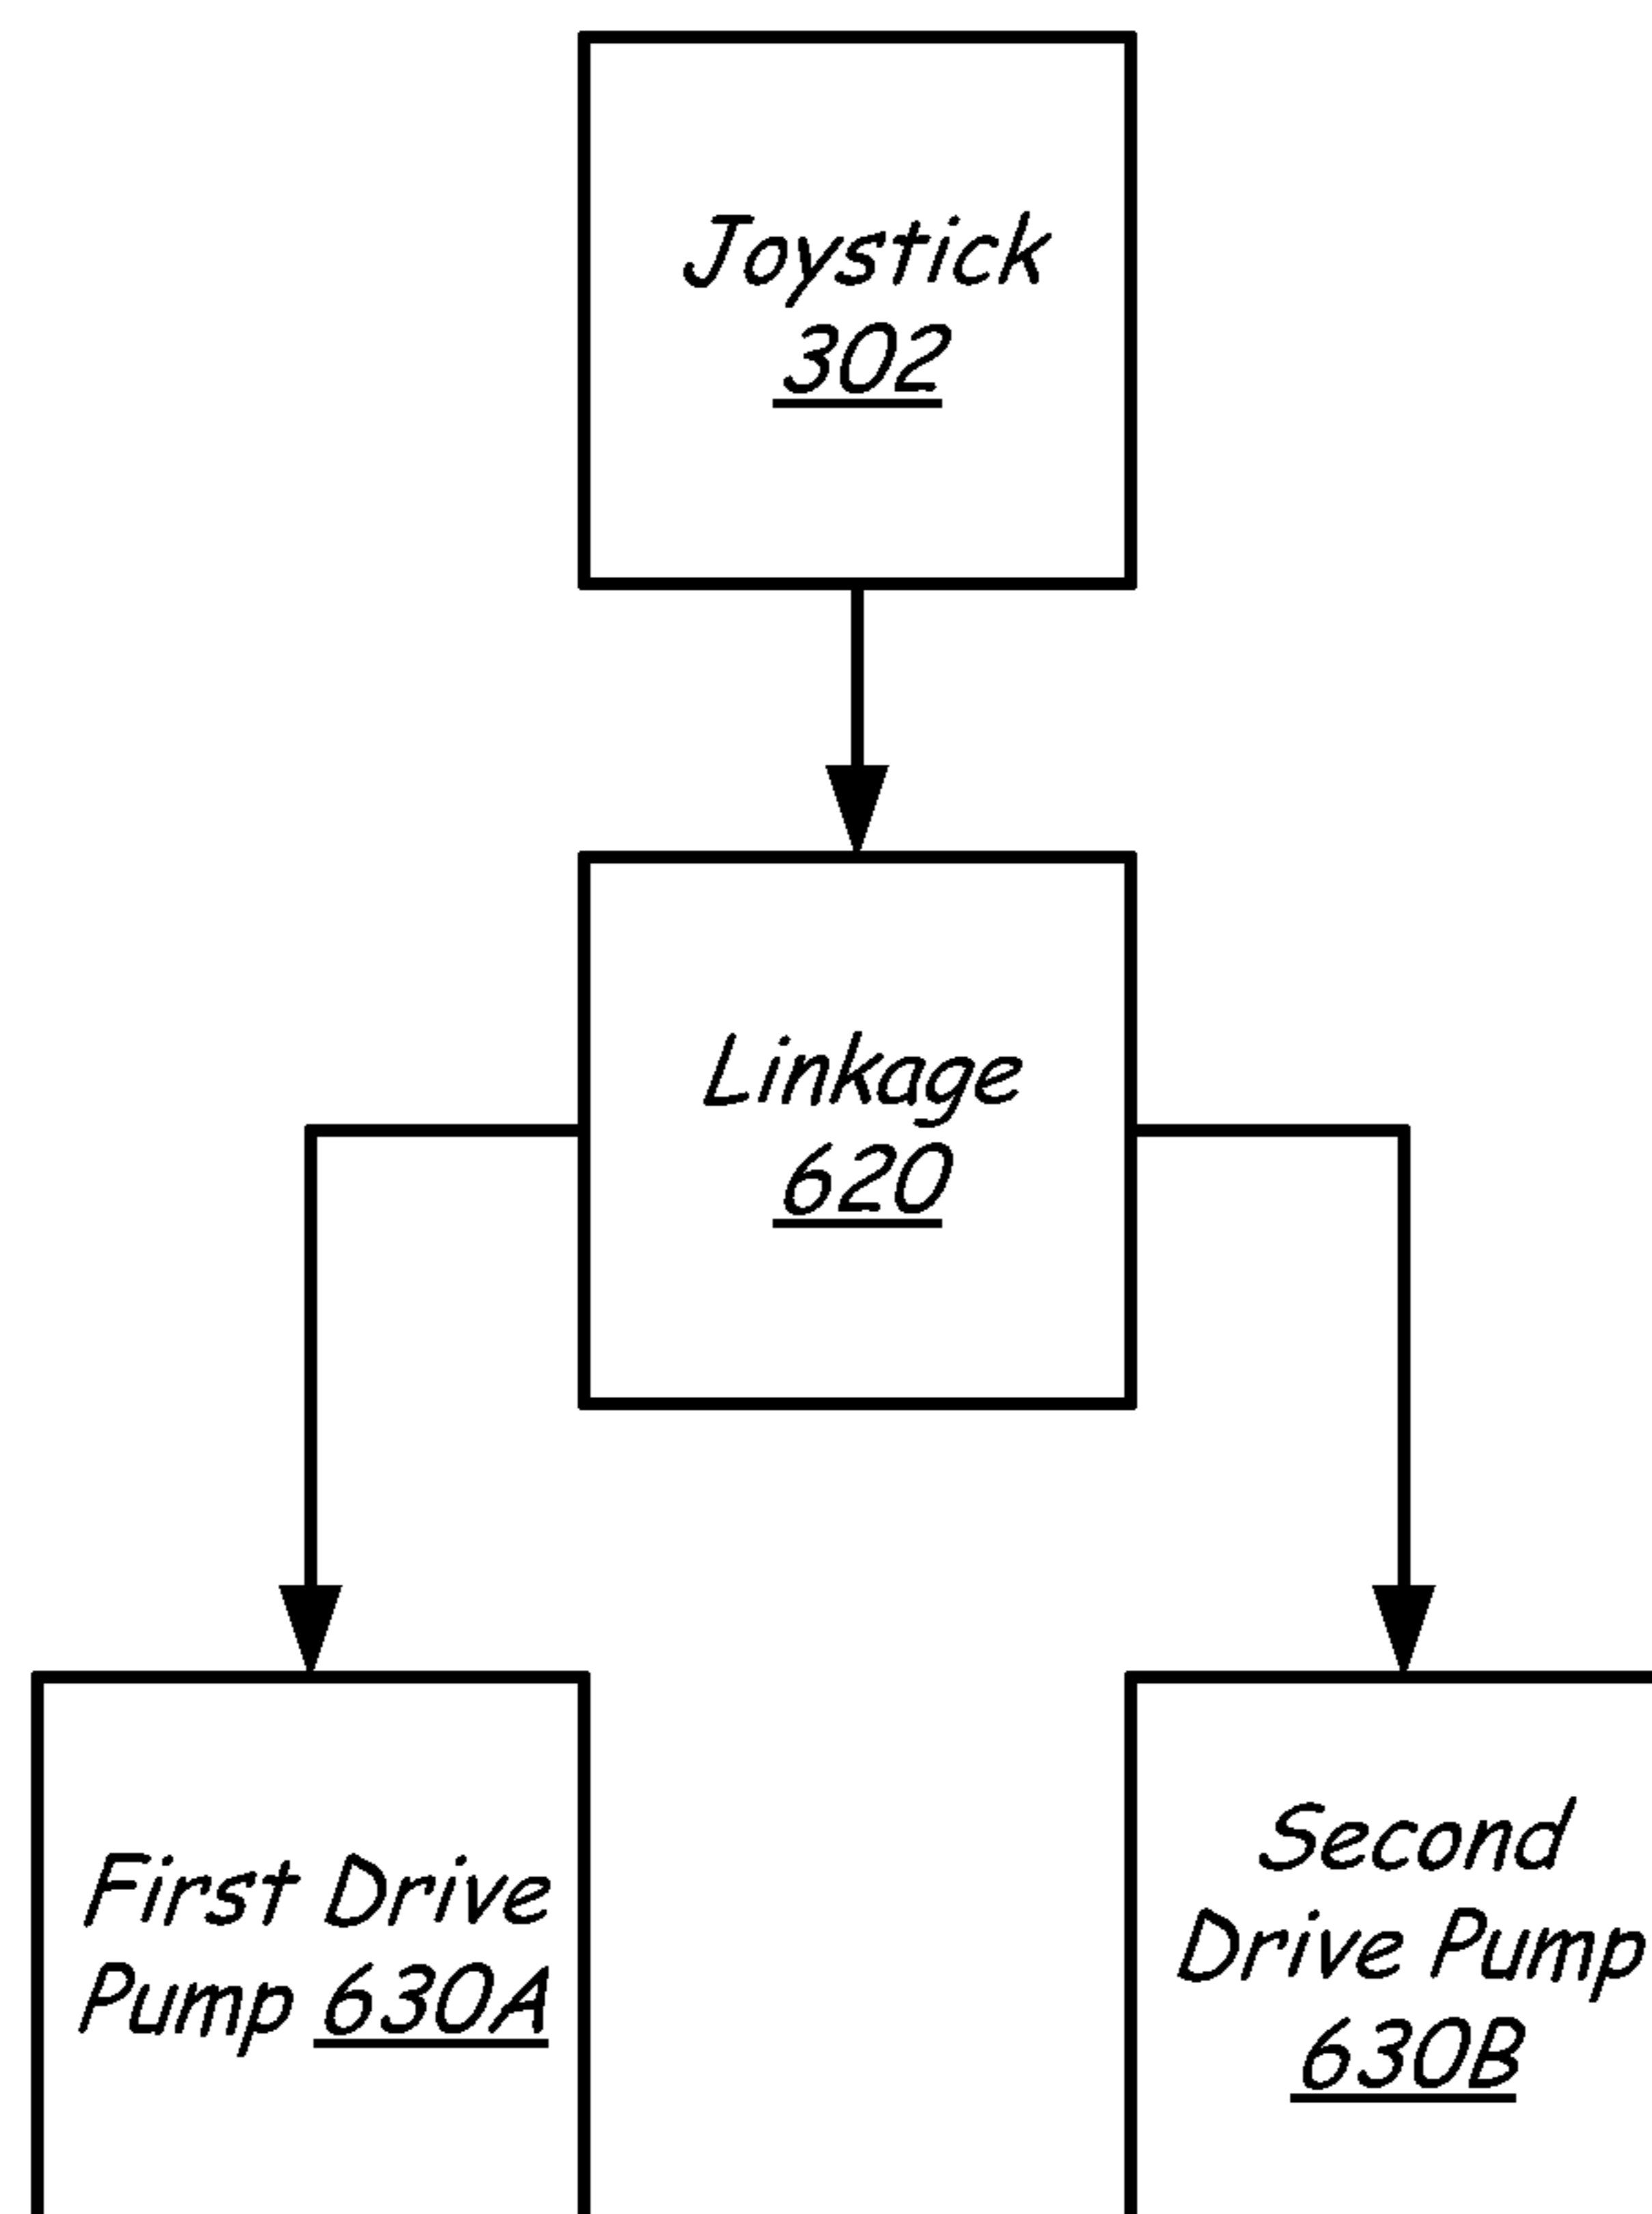 Joystick
302
Linkage
620
First Drive
Pump 630A
Second
Drive Pump
630B